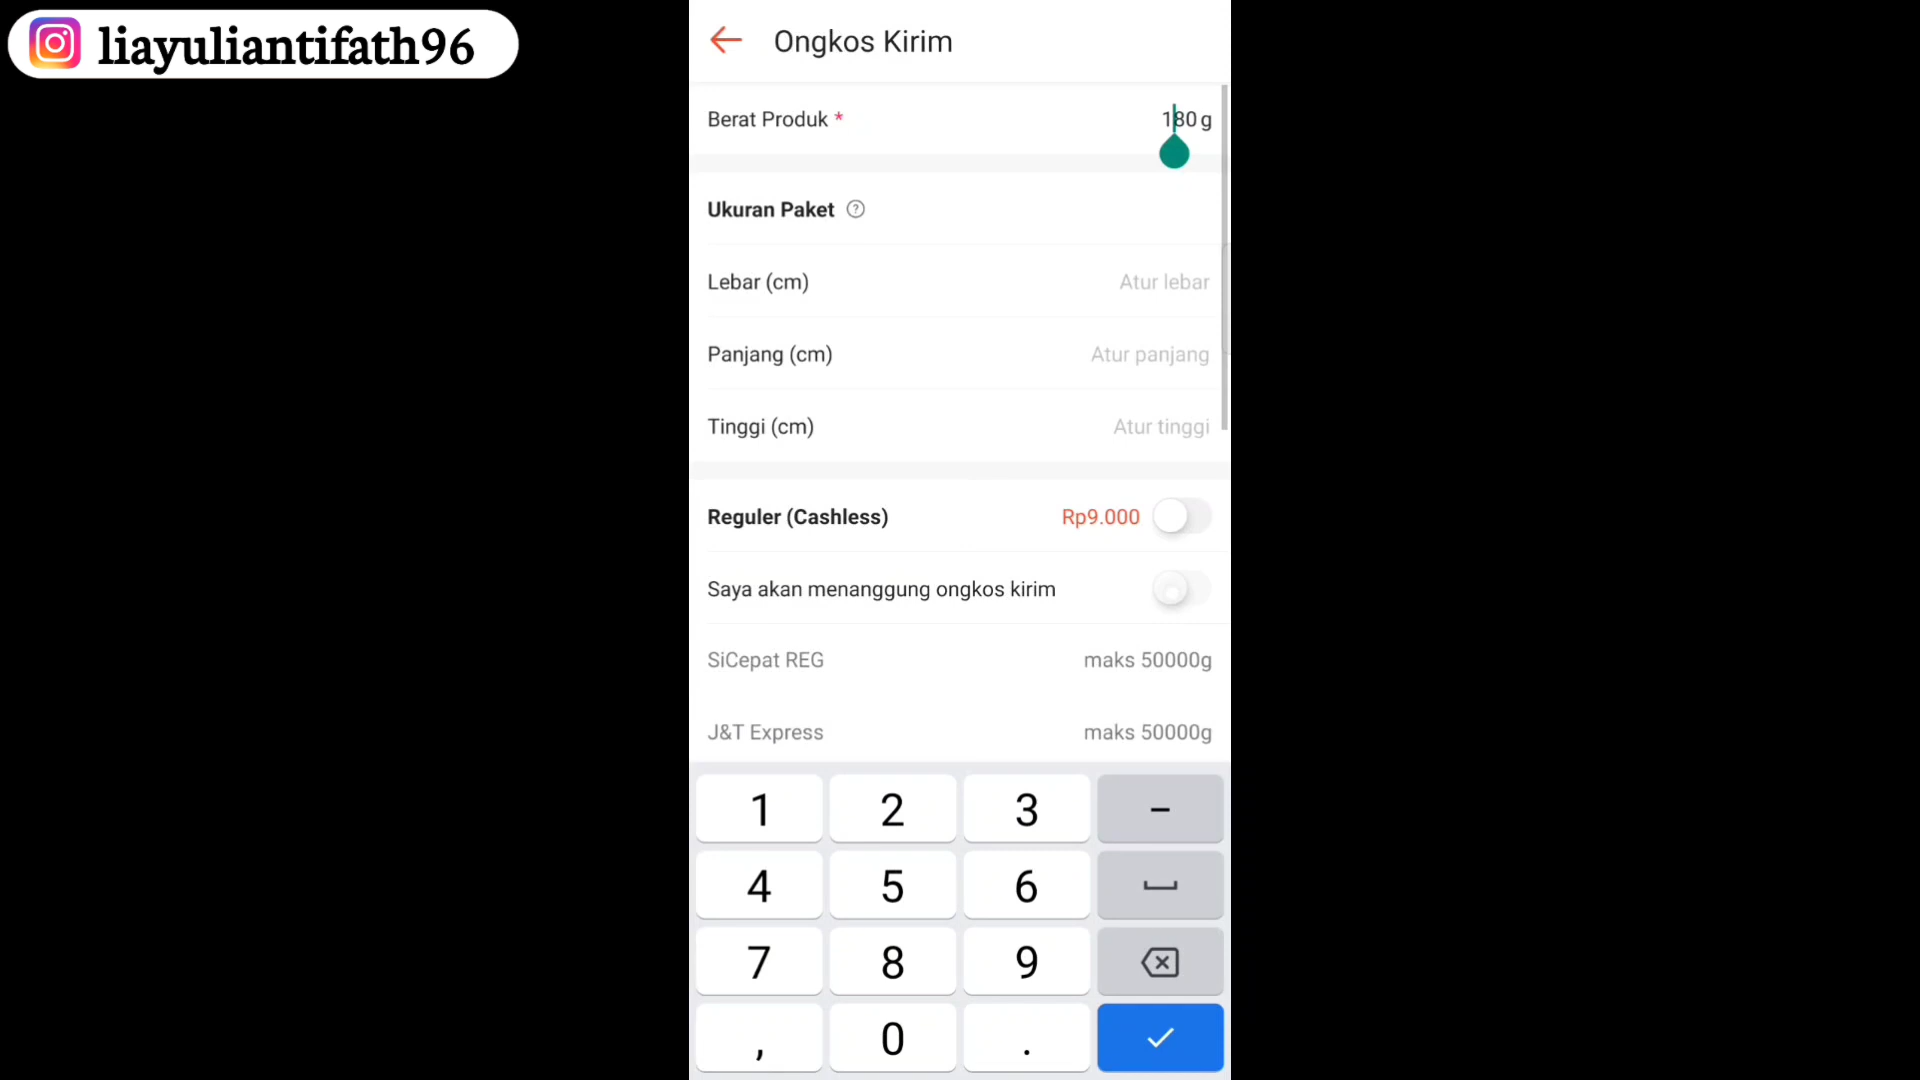 liayuliantifath96
Ongkos Kirim
Berat Produk * 180 g
Ukuran Paket ?
Lebar (cm) Atur lebar
Panjang (cm) Atur panjang
Tinggi (cm) Atur tinggi
Reguler (Cashless) Rp9.000
Saya akan menanggung ongkos kirim
SiCepat REG maks 50000g
J&T Express maks 50000g
1 2 3 –
4 5 6
7 8 9
, 0 .